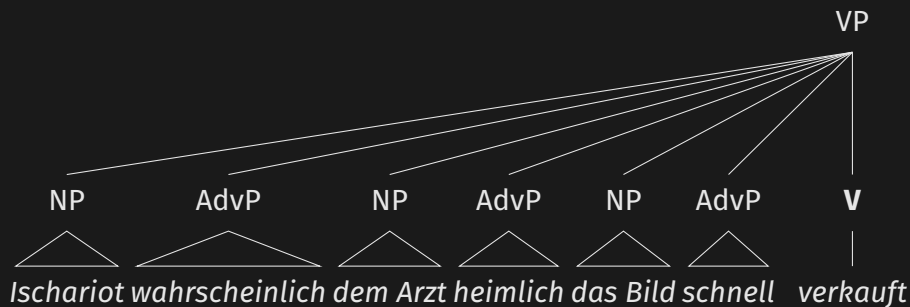 VP
NP AdvP NP AdvP NP AdvP V
Ischariot wahrscheinlich dem Arzt heimlich das Bild schnell verkauft